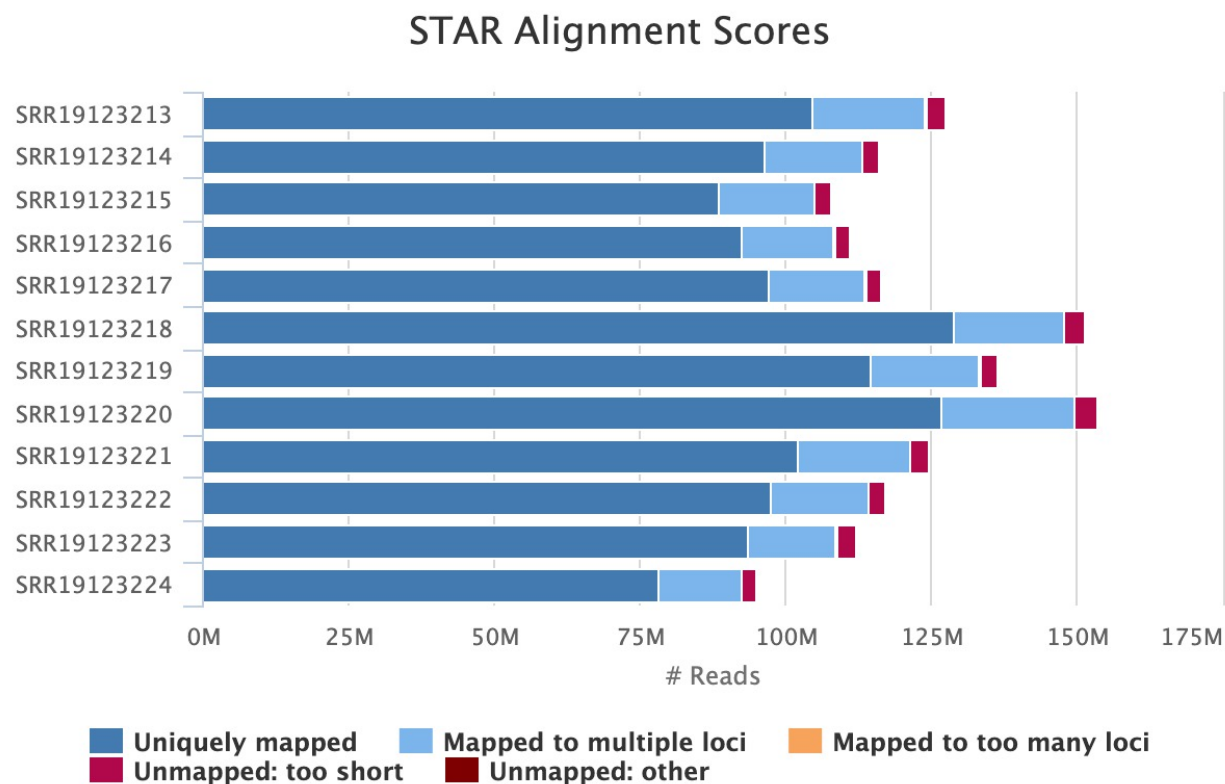 STAR Alignment Scores
SRR19123213
SRR19123214
SRR19123215
SRR19123216
SRR19123217
SRR19123218
SRR19123219
SRR19123220
SRR19123221
SRR19123222
SRR19123223
SRR19123224
0M 25M 50M 75M 100M 125M 150M 175M
# Reads
Uniquely mapped Mapped to multiple loci Mapped to too many loci
Unmapped: too short Unmapped: other